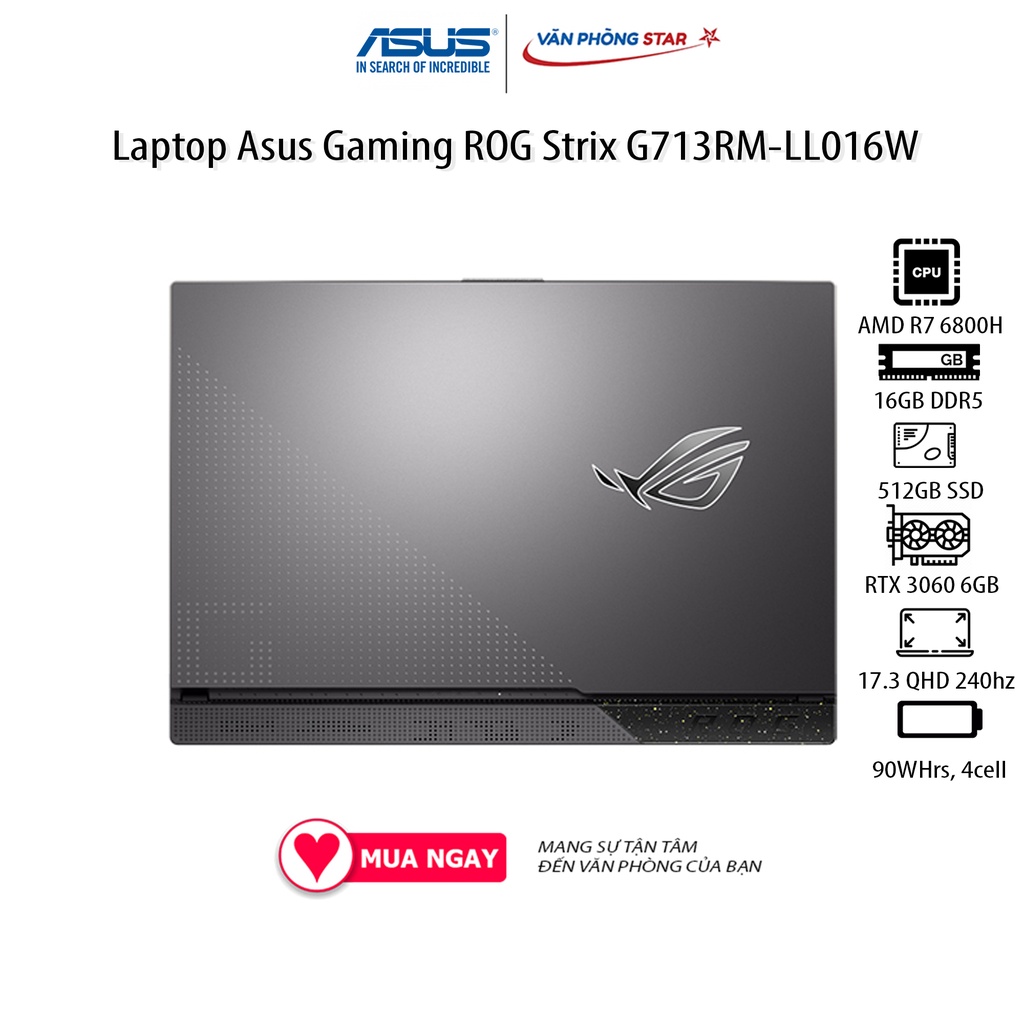 ASUS
IN SEARCH OF INCREDIBLE
VĂN PHÒNG STAR
Laptop Asus Gaming ROG Strix G713RM-LL016W
CPU
AMD R7 6800H
GB
16GB DDR5
512GB SSD
RTX 3060 6GB
17.3 QHD 240hz
90WHrs, 4cell
ROG
MUA NGAY
MANG SỰ TẬN TÂM
ĐẾN VĂN PHÒNG CỦA BẠN